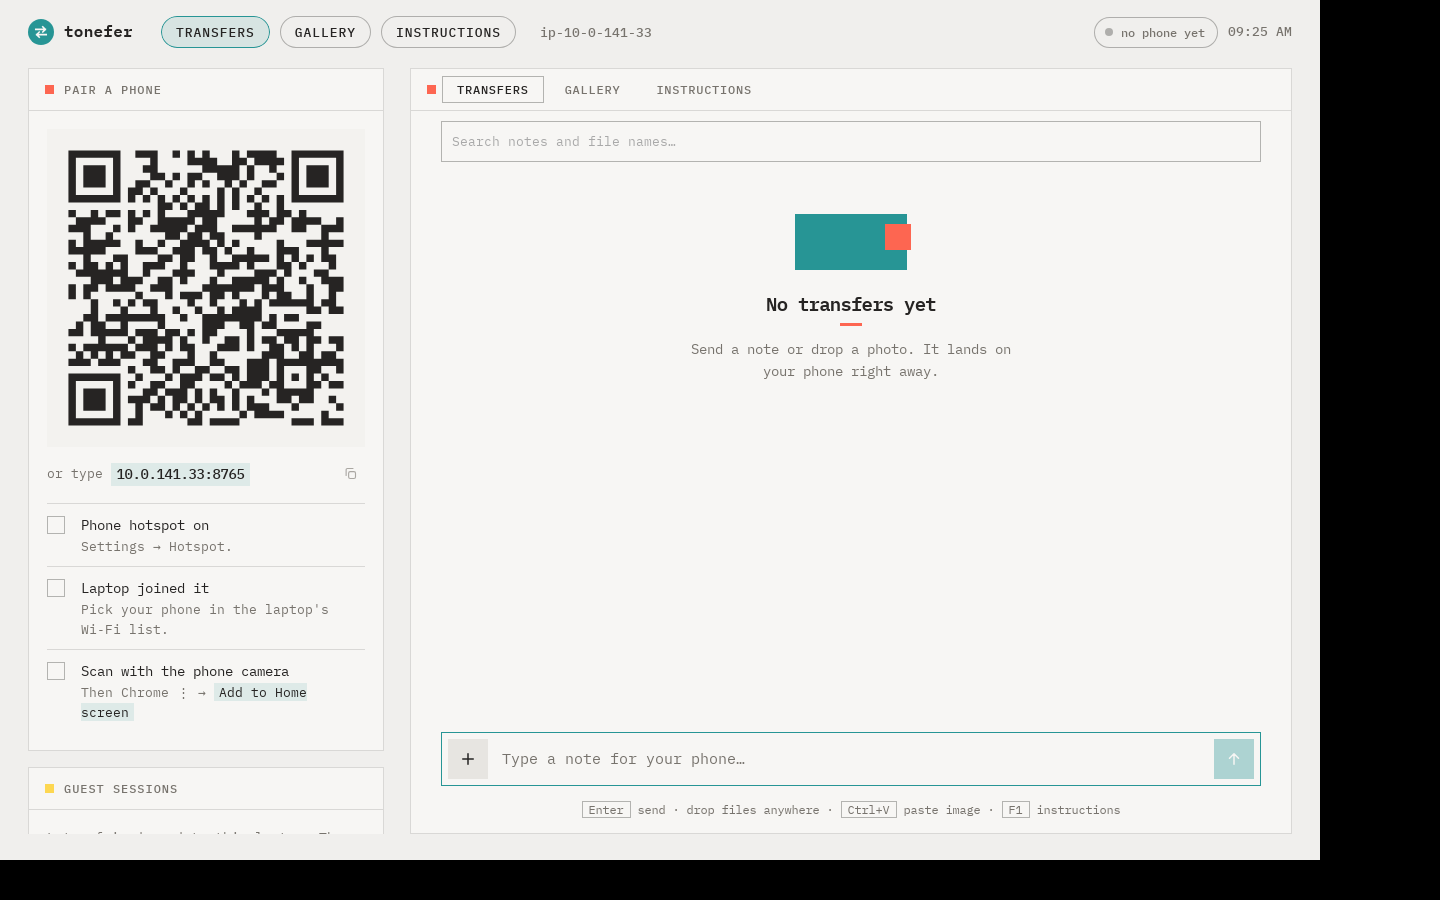 tonefer
TRANSFERS
GALLERY
INSTRUCTIONS
ip-10-0-141-33
no phone yet
09:25 AM
PAIR A PHONE
or type 10.0.141.33:8765
Phone hotspot on
Settings → Hotspot.
Laptop joined it
Pick your phone in the laptop's
Wi-Fi list.
Scan with the phone camera
Then Chrome ⋮ → Add to Home
screen
GUEST SESSIONS
TRANSFERS
GALLERY
INSTRUCTIONS
Search notes and file names…
No transfers yet
Send a note or drop a photo. It lands on
your phone right away.
Type a note for your phone…
Enter send · drop files anywhere · Ctrl+V paste image · F1 instructions